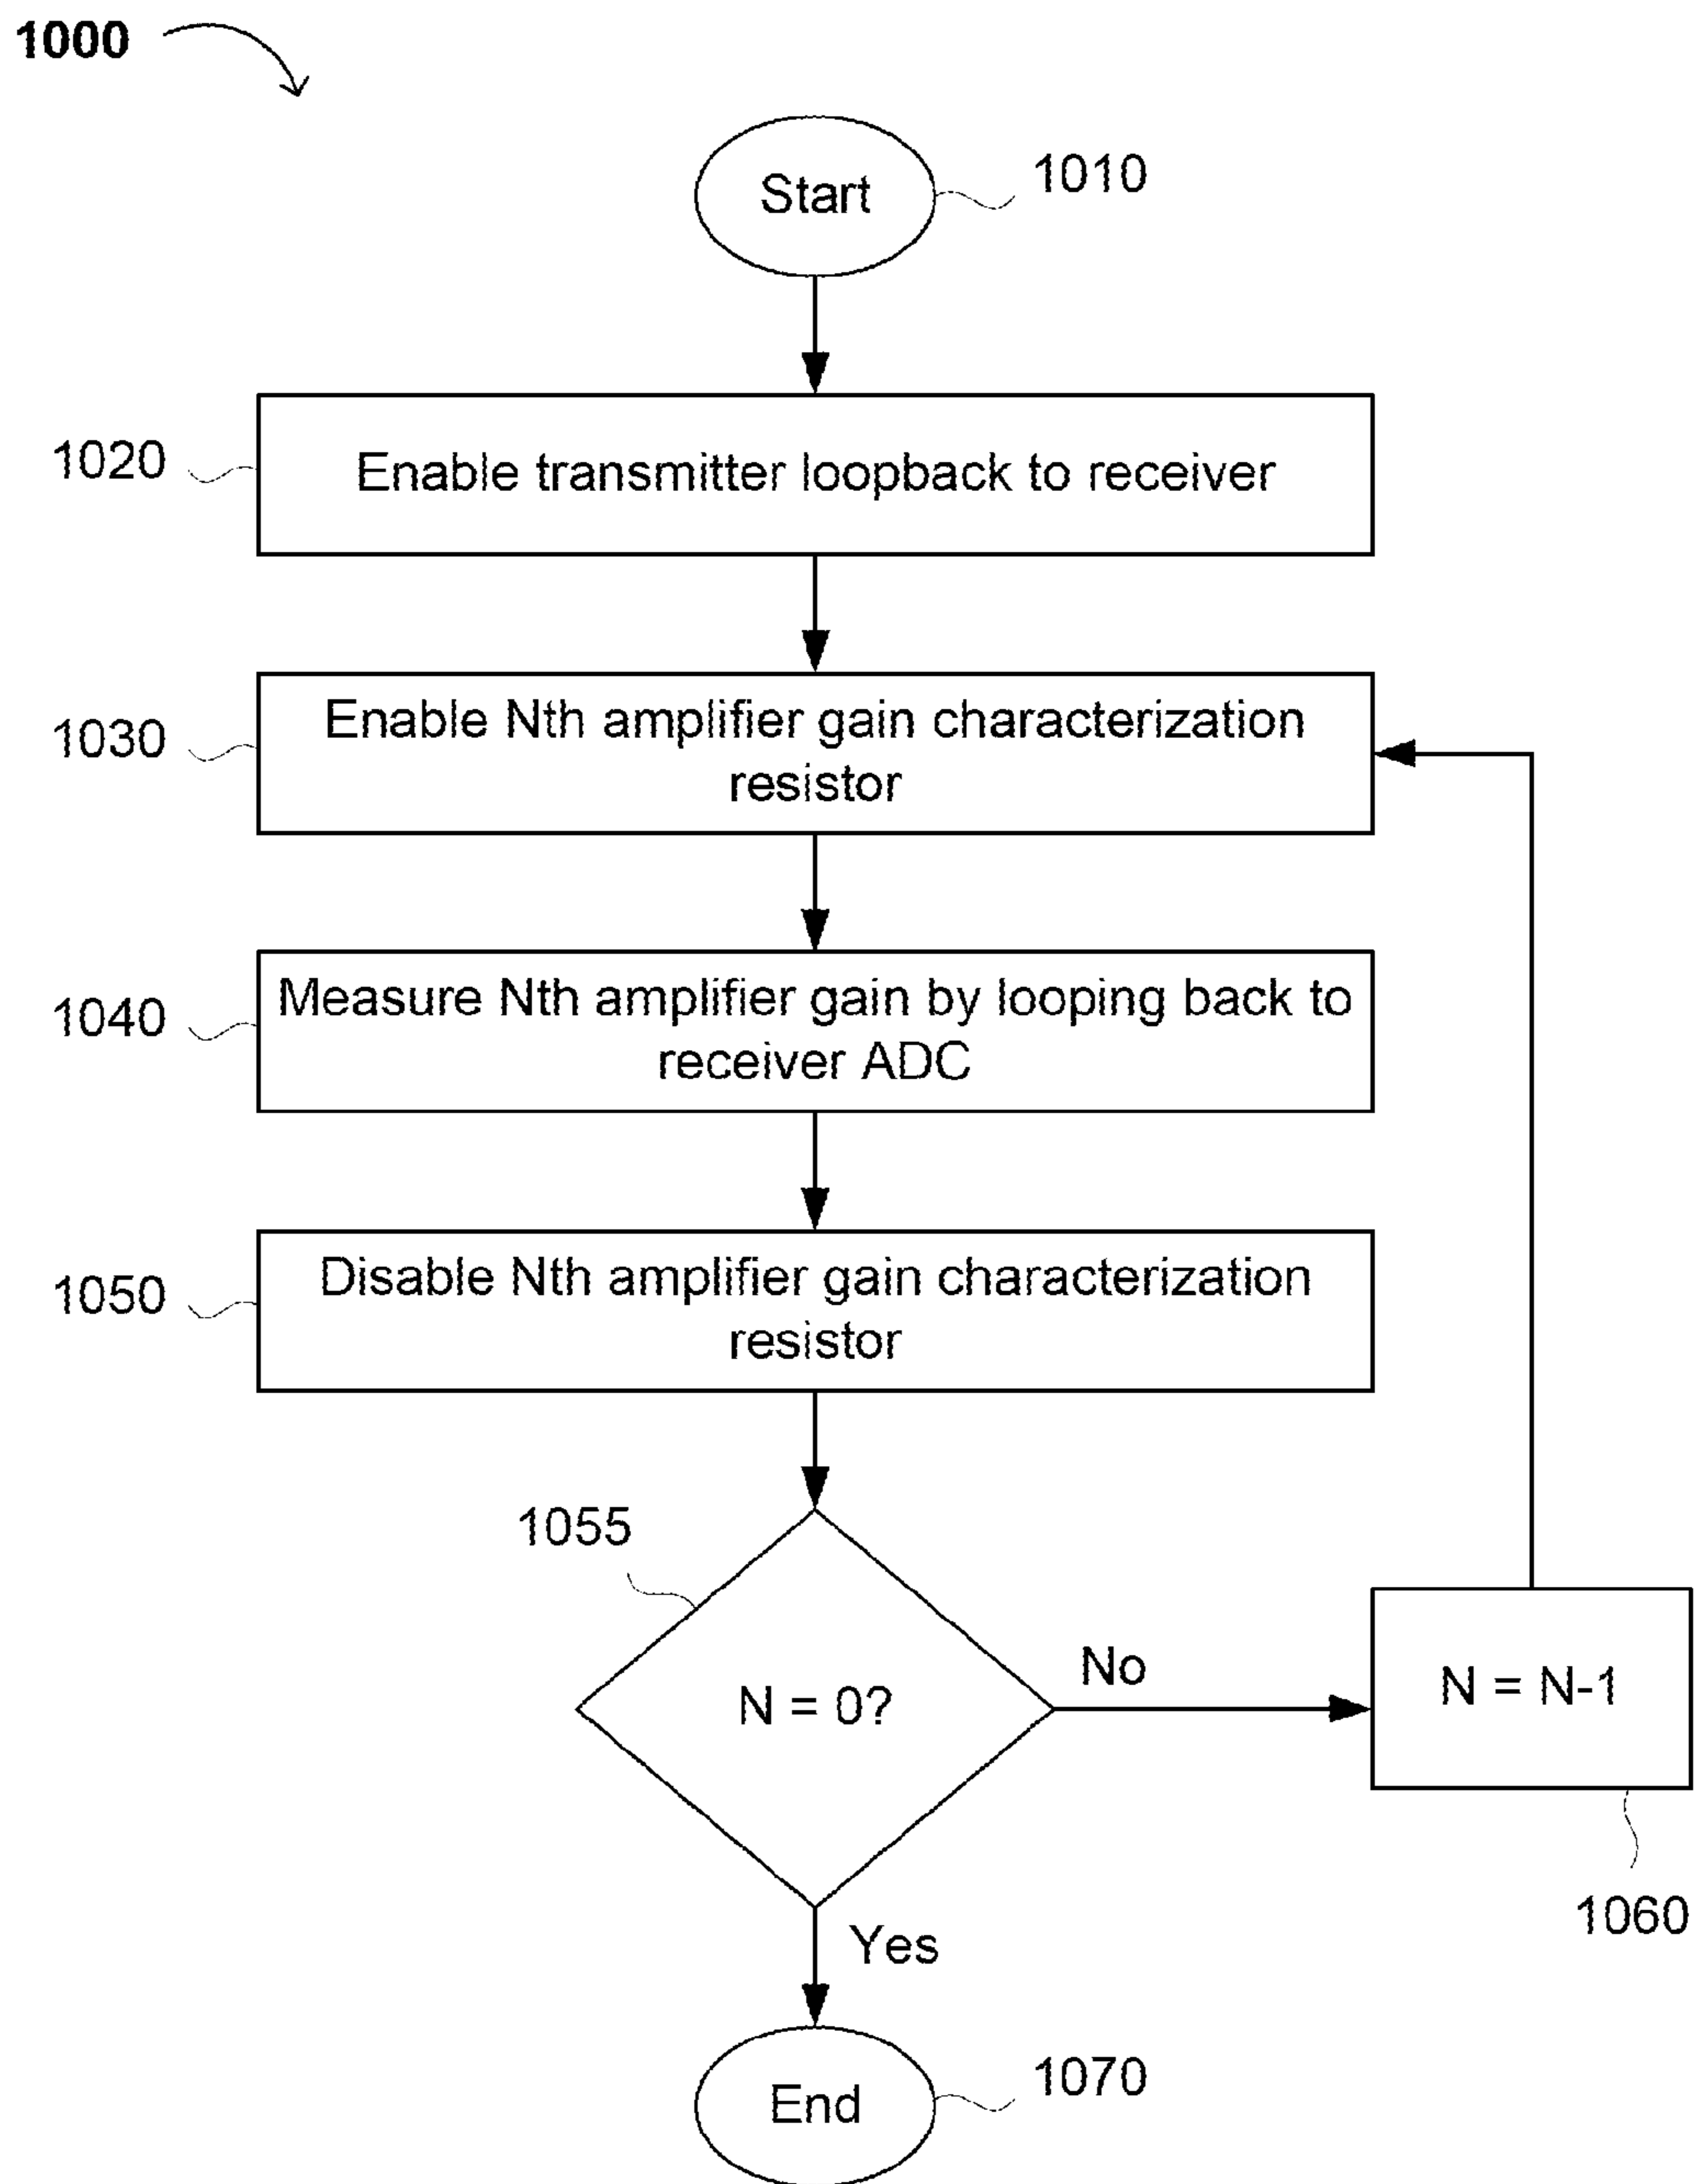 1000
Start
1010
1020
Enable transmitter loopback to receiver
1030
Enable Nth amplifier gain characterization
resistor
1040
Measure Nth amplifier gain by looping back to
receiver ADC
1050
Disable Nth amplifier gain characterization
resistor
1055
N = 0?
No
N = N-1
1060
Yes
End
1070